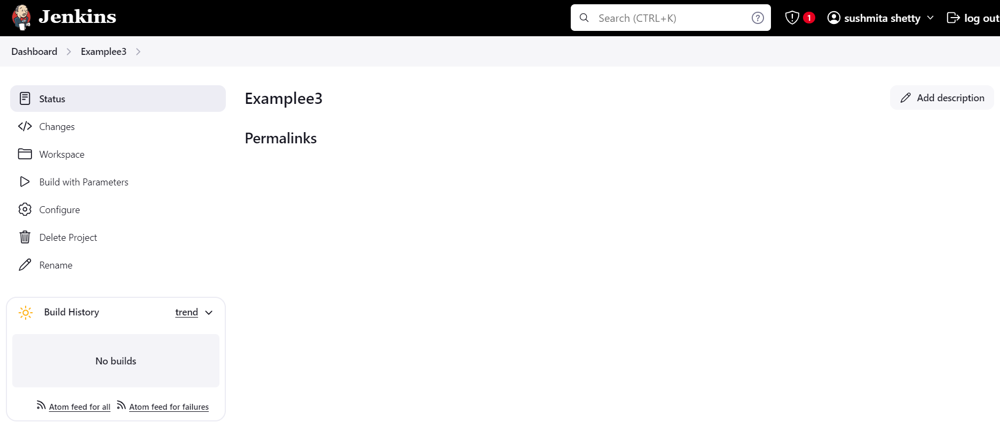 Jenkins
Search (CTRL+K)
1
sushmita shetty
log out
Dashboard
Examplee3
Status
Changes
Workspace
Build with Parameters
Configure
Delete Project
Rename
Build History
trend
No builds
Atom feed for all
Atom feed for failures
Examplee3
Add description
Permalinks